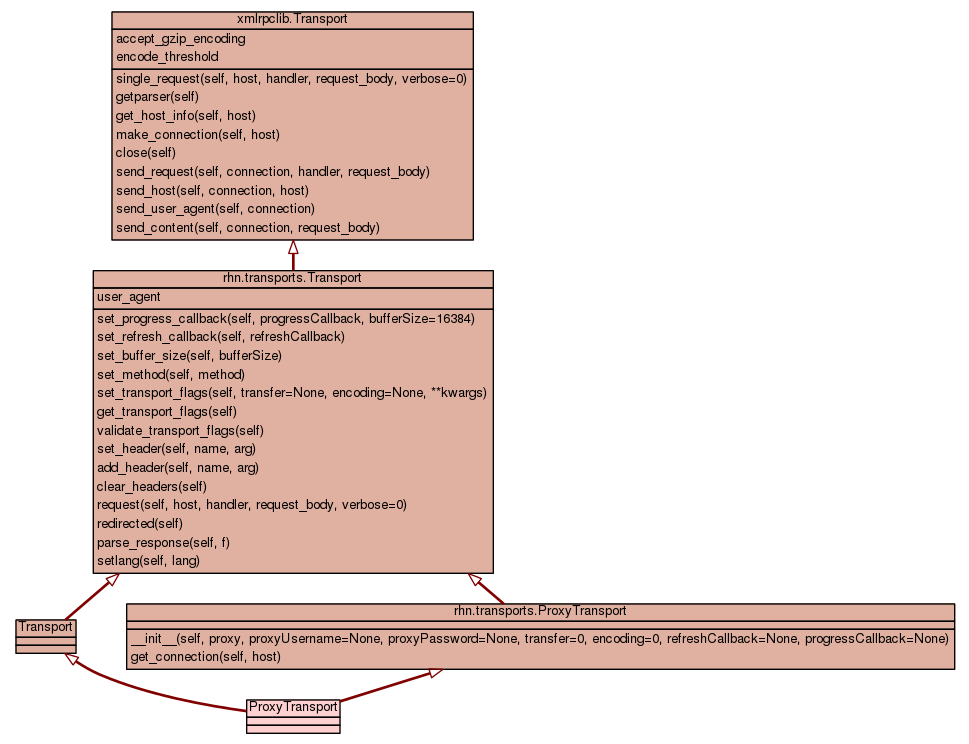 xmlrpclib.Transport
accept_gzip_encoding
encode_threshold
single_request(self, host, handler, request_body, verbose=0)
getparser(self)
get_host_info(self, host)
make_connection(self, host)
close(self)
send_request(self, connection, handler, request_body)
send_host(self, connection, host)
send_user_agent(self, connection)
send_content(self, connection, request_body)
rhn.transports.Transport
user_agent
set_progress_callback(self, progressCallback, bufferSize=16384)
set_refresh_callback(self, refreshCallback)
set_buffer_size(self, bufferSize)
set_method(self, method)
set_transport_flags(self, transfer=None, encoding=None, **kwargs)
get_transport_flags(self)
validate_transport_flags(self)
set_header(self, name, arg)
add_header(self, name, arg)
clear_headers(self)
request(self, host, handler, request_body, verbose=0)
redirected(self)
parse_response(self, f)
setlang(self, lang)
Transport
rhn.transports.ProxyTransport
__init__(self, proxy, proxyUsername=None, proxyPassword=None, transfer=0, encoding=0, refreshCallback=None, progressCallback=None)
get_connection(self, host)
ProxyTransport